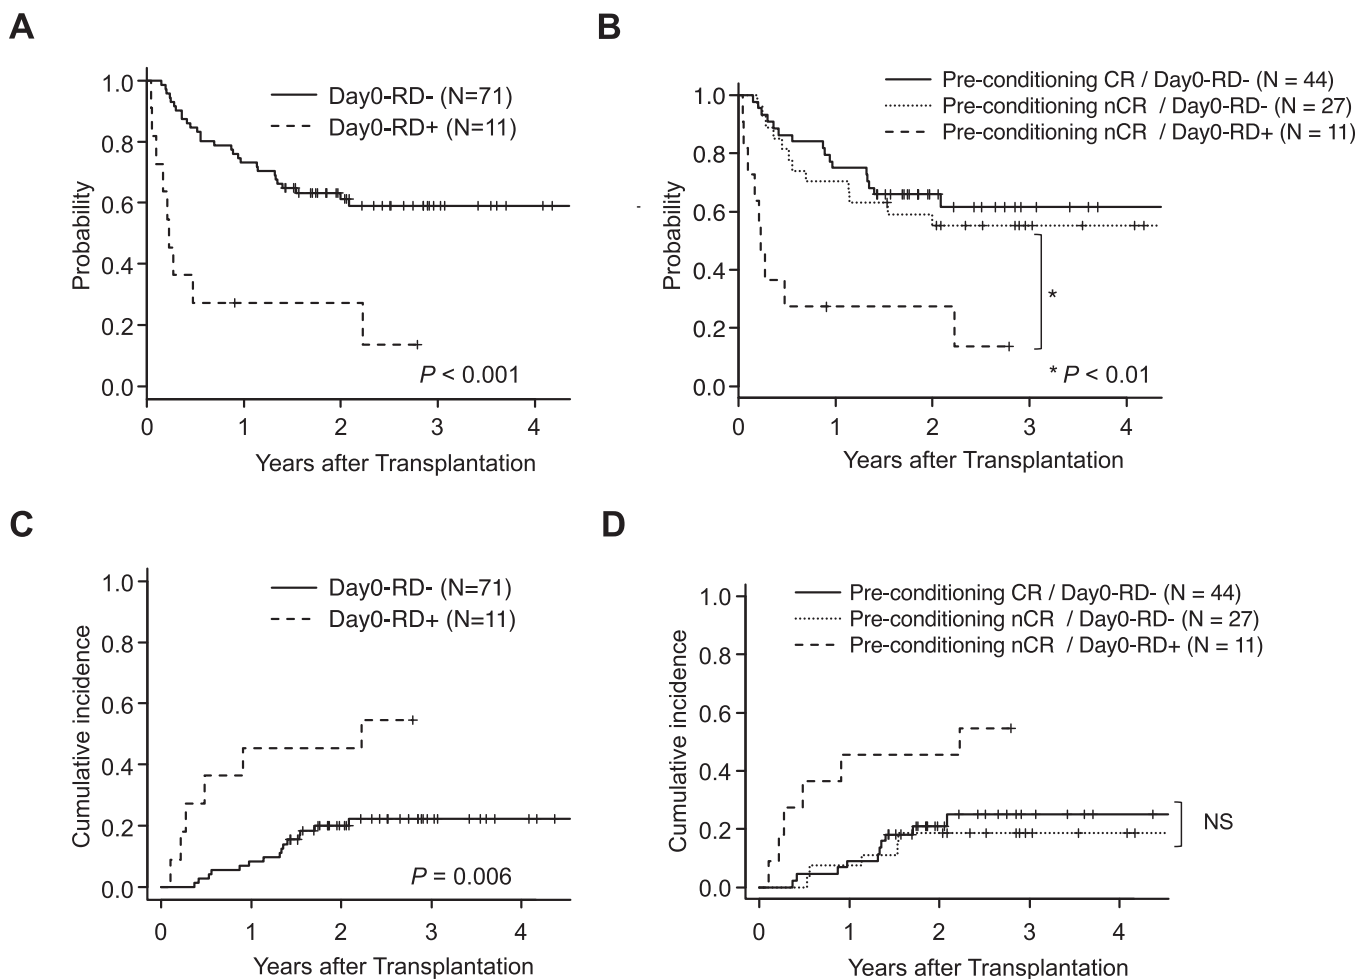 A
Day0-RD- (N=71)
Day0-RD+ (N=11)
1.0
0.8
0.6
0.4
0.2
0.0
Probability
P < 0.001
0 1 2 3 4
Years after Transplantation
B
Pre-conditioning CR / Day0-RD- (N = 44)
Pre-conditioning nCR / Day0-RD- (N = 27)
Pre-conditioning nCR / Day0-RD+ (N = 11)
1.0
0.8
0.6
0.4
0.2
0.0
Probability
*
* P < 0.01
0 1 2 3 4
Years after Transplantation
C
Day0-RD- (N=71)
Day0-RD+ (N=11)
1.0
0.8
0.6
0.4
0.2
0.0
Cumulative incidence
P = 0.006
0 1 2 3 4
Years after Transplantation
D
Pre-conditioning CR / Day0-RD- (N = 44)
Pre-conditioning nCR / Day0-RD- (N = 27)
Pre-conditioning nCR / Day0-RD+ (N = 11)
1.0
0.8
0.6
0.4
0.2
0.0
Cumulative incidence
NS
0 1 2 3 4
Years after Transplantation